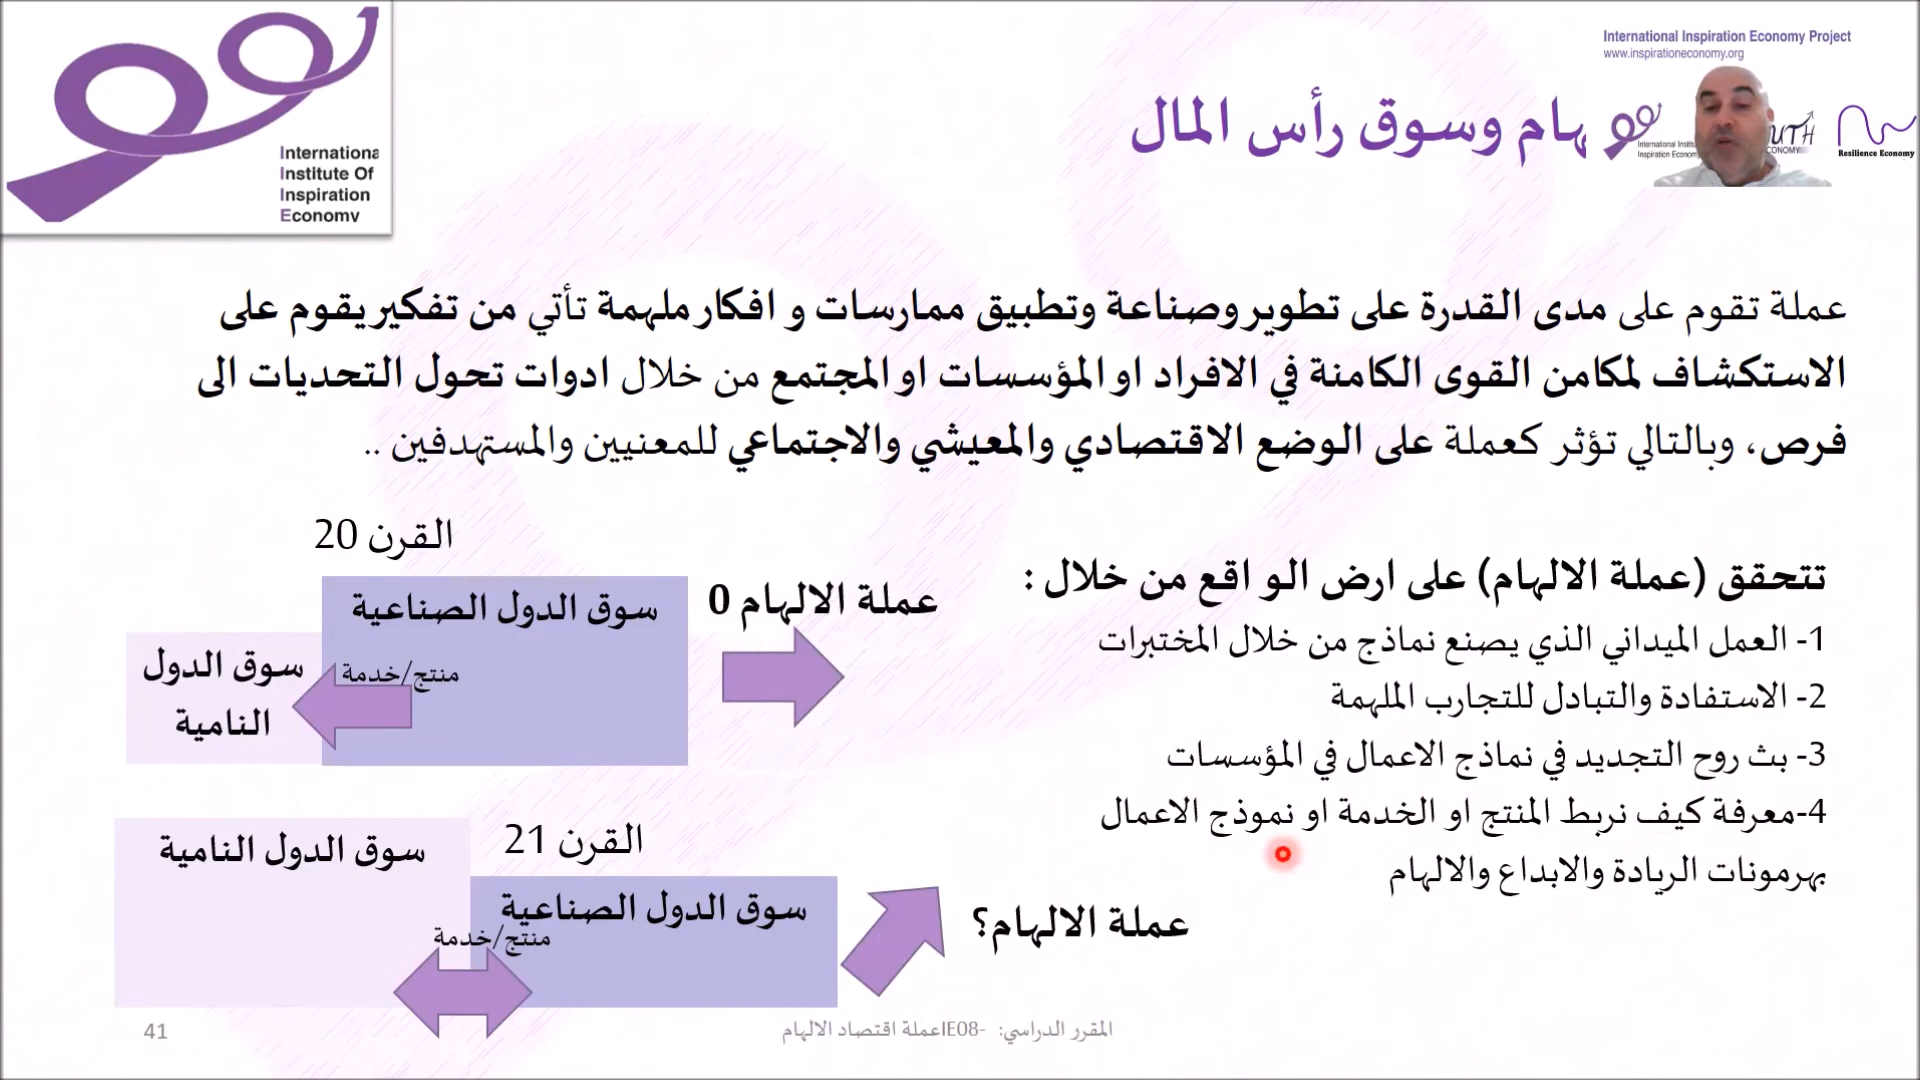 International Inspiration Economy Project
www.inspirationeconomy.org
Internationa
Institute Of
Inspiration
Economy
Resilience Economy
هام وسوق رأس المال
عملة تقوم على مدى القدرة على تطوير وصناعة وتطبيق ممارسات و افكار ملهمة تأتي من تفكير يقوم على
الاستكشاف لمكامن القوى الكامنة في الافراد او المؤسسات او المجتمع من خلال ادوات تحول التحديات الى
فرص، وبالتالي تؤثر كعملة على الوضع الاقتصادي والمعيشي والاجتماعي للمعنيين والمستهدفين ..
تتحقق (عملة الالهام) على ارض الواقع من خلال :
1- العمل الميداني الذي يصنع نماذج من خلال المختبرات
2- الاستفادة والتبادل للتجارب الملهمة
3- بث روح التجديد في نماذج الاعمال في المؤسسات
4-معرفة كيف نربط المنتج او الخدمة او نموذج الاعمال
بهرمونات الريادة والابداع والالهام
القرن 20
عملة الالهام 0
سوق الدول الصناعية
منتج/خدمة
سوق الدول
النامية
القرن 21
سوق الدول النامية
سوق الدول الصناعية
منتج/خدمة
عملة الالهام؟
المقرر الدراسي: -IE08عملة اقتصاد الالهام
41